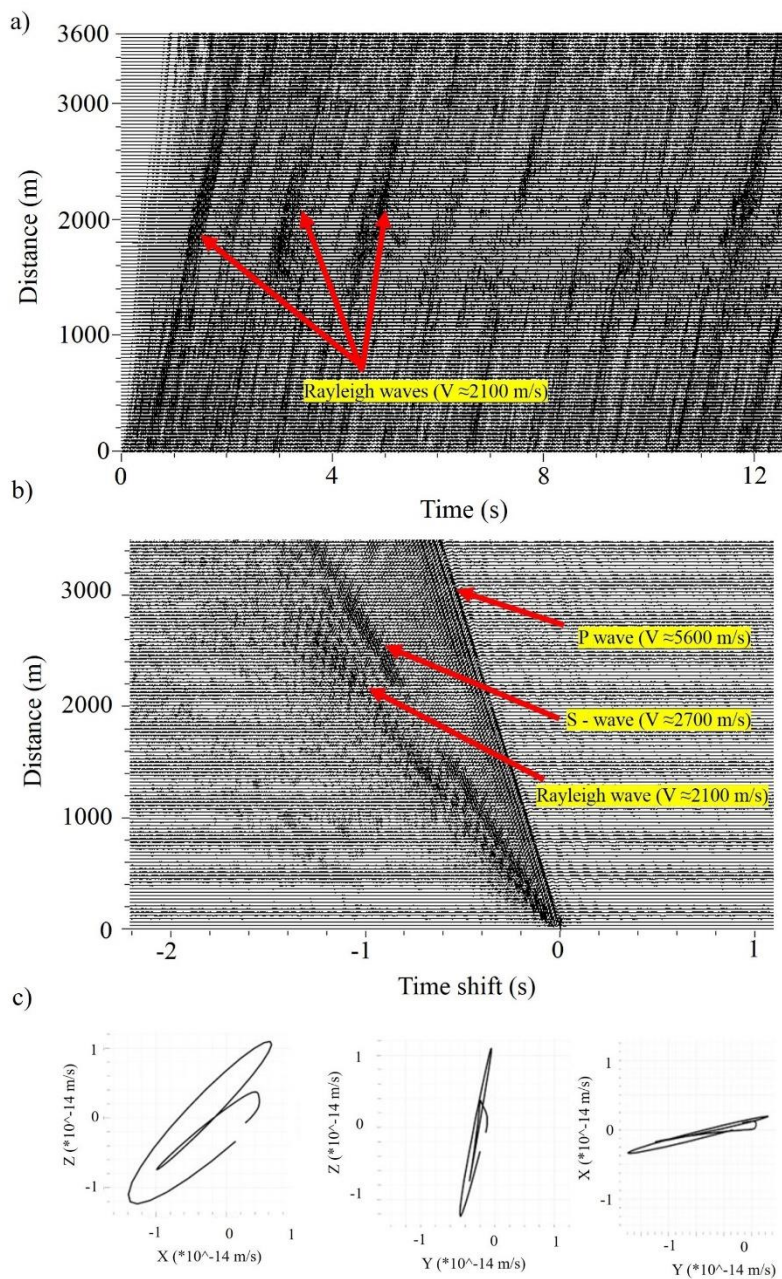 a)
3600
3000
2000
1000
0
Distance (m)
Rayleigh waves (V ≈2100 m/s)
0
4
8
12
Time (s)
b)
3000
2000
1000
0
Distance (m)
P wave (V ≈5600 m/s)
S - wave (V ≈2700 m/s)
Rayleigh wave (V ≈2100 m/s)
-2
-1
0
1
Time shift (s)
c)
Z (*10^-14 m/s)
1
0
-1
-1
0
1
X (*10^-14 m/s)
Z (*10^-14 m/s)
1
0
-1
-1
0
1
Y (*10^-14 m/s)
X (*10^-14 m/s)
1
0
-1
-1
0
1
Y (*10^-14 m/s)